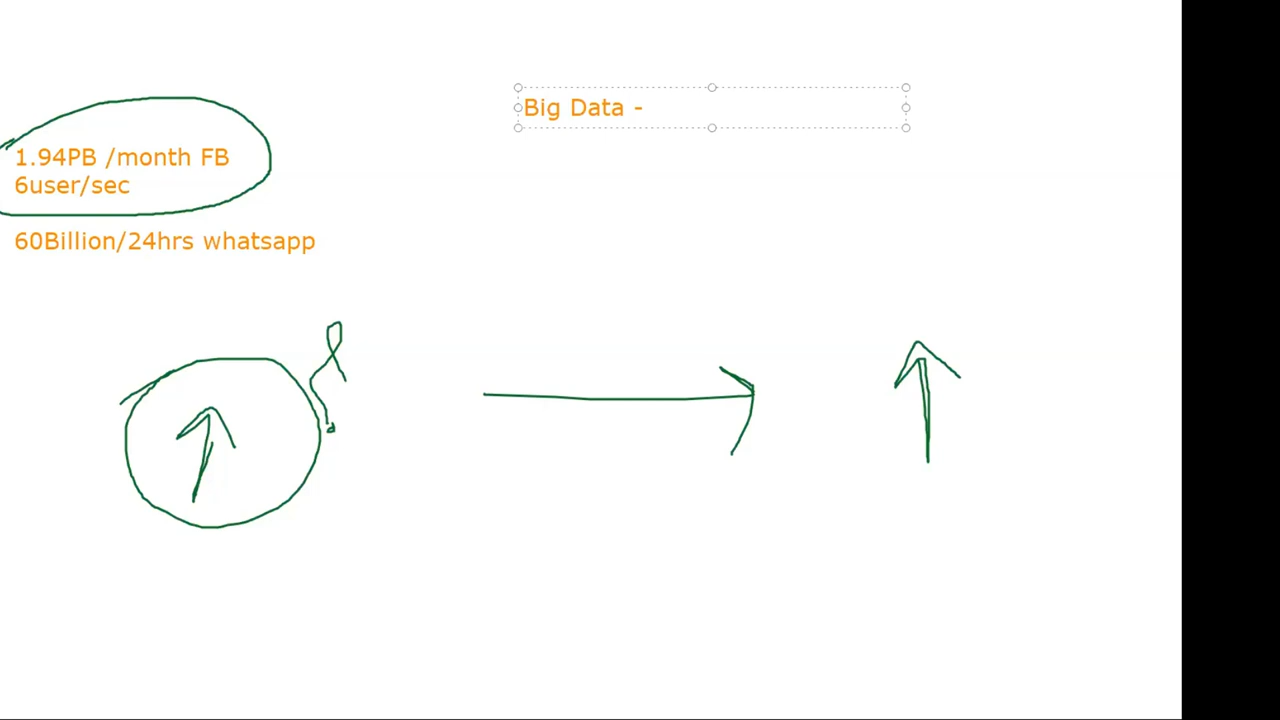 Big Data -
1.94PB /month FB
6user/sec
60Billion/24hrs whatsapp